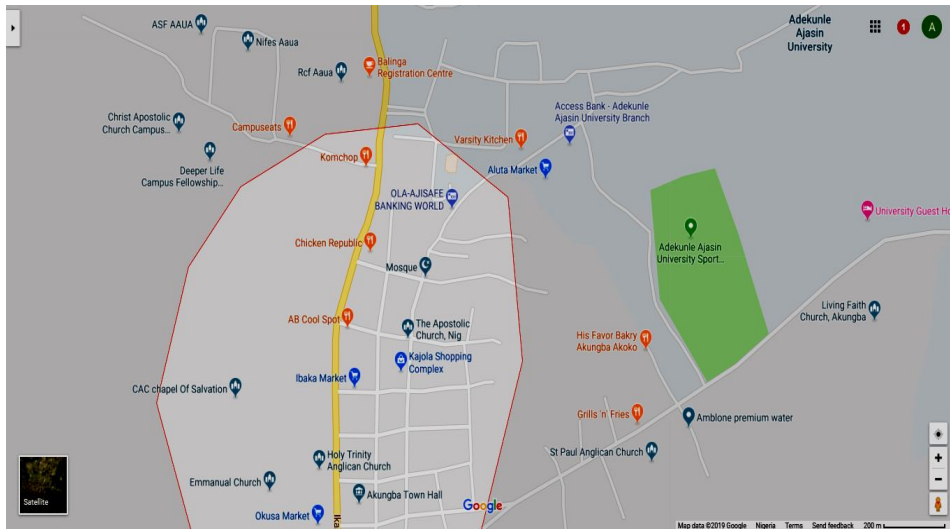 ASF AAUA
Nifes Aaua
Rcf Aaua
Balinga
Registration Centre
Adekunle
Ajasin
University
1
A
Christ Apostolic
Church Campus...
Campuseats
Access Bank - Adekunle
Ajasin University Branch
Varsity Kitchen
Deeper Life
Campus Fellowship...
Komchop
Aluta Market
OLA-AJISAFE
BANKING WORLD
University Guest Ho
Chicken Republic
Adekunle Ajasin
University Sport...
Mosque
AB Cool Spot
The Apostolic
Church, Nig
Living Faith
Church, Akungba
His Favor Bakry
Akungba Akoko
Kajola Shopping
Complex
Ibaka Market
CAC chapel Of Salvation
Grills 'n' Fries
Amblone premium water
St Paul Anglican Church
Holy Trinity
Anglican Church
Emmanual Church
Akungba Town Hall
Okusa Market
Ika
Satellite
Google
Map data ©2019 Google Nigeria Terms Send feedback 200 m